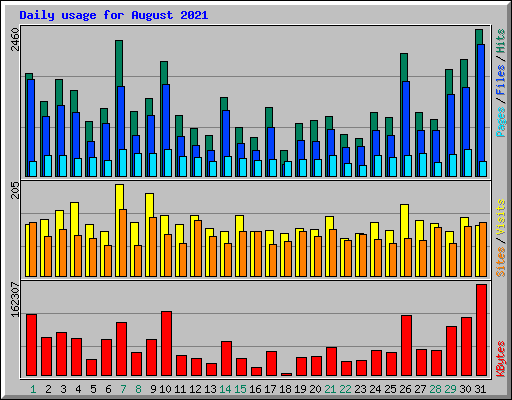 Daily usage for August 2021
2460
Pages / Files / Hits
205
Sites / Visits
162307
KBytes
1 2 3 4 5 6 7 8 9 10 11 12 13 14 15 16 17 18 19 20 21 22 23 24 25 26 27 28 29 30 31